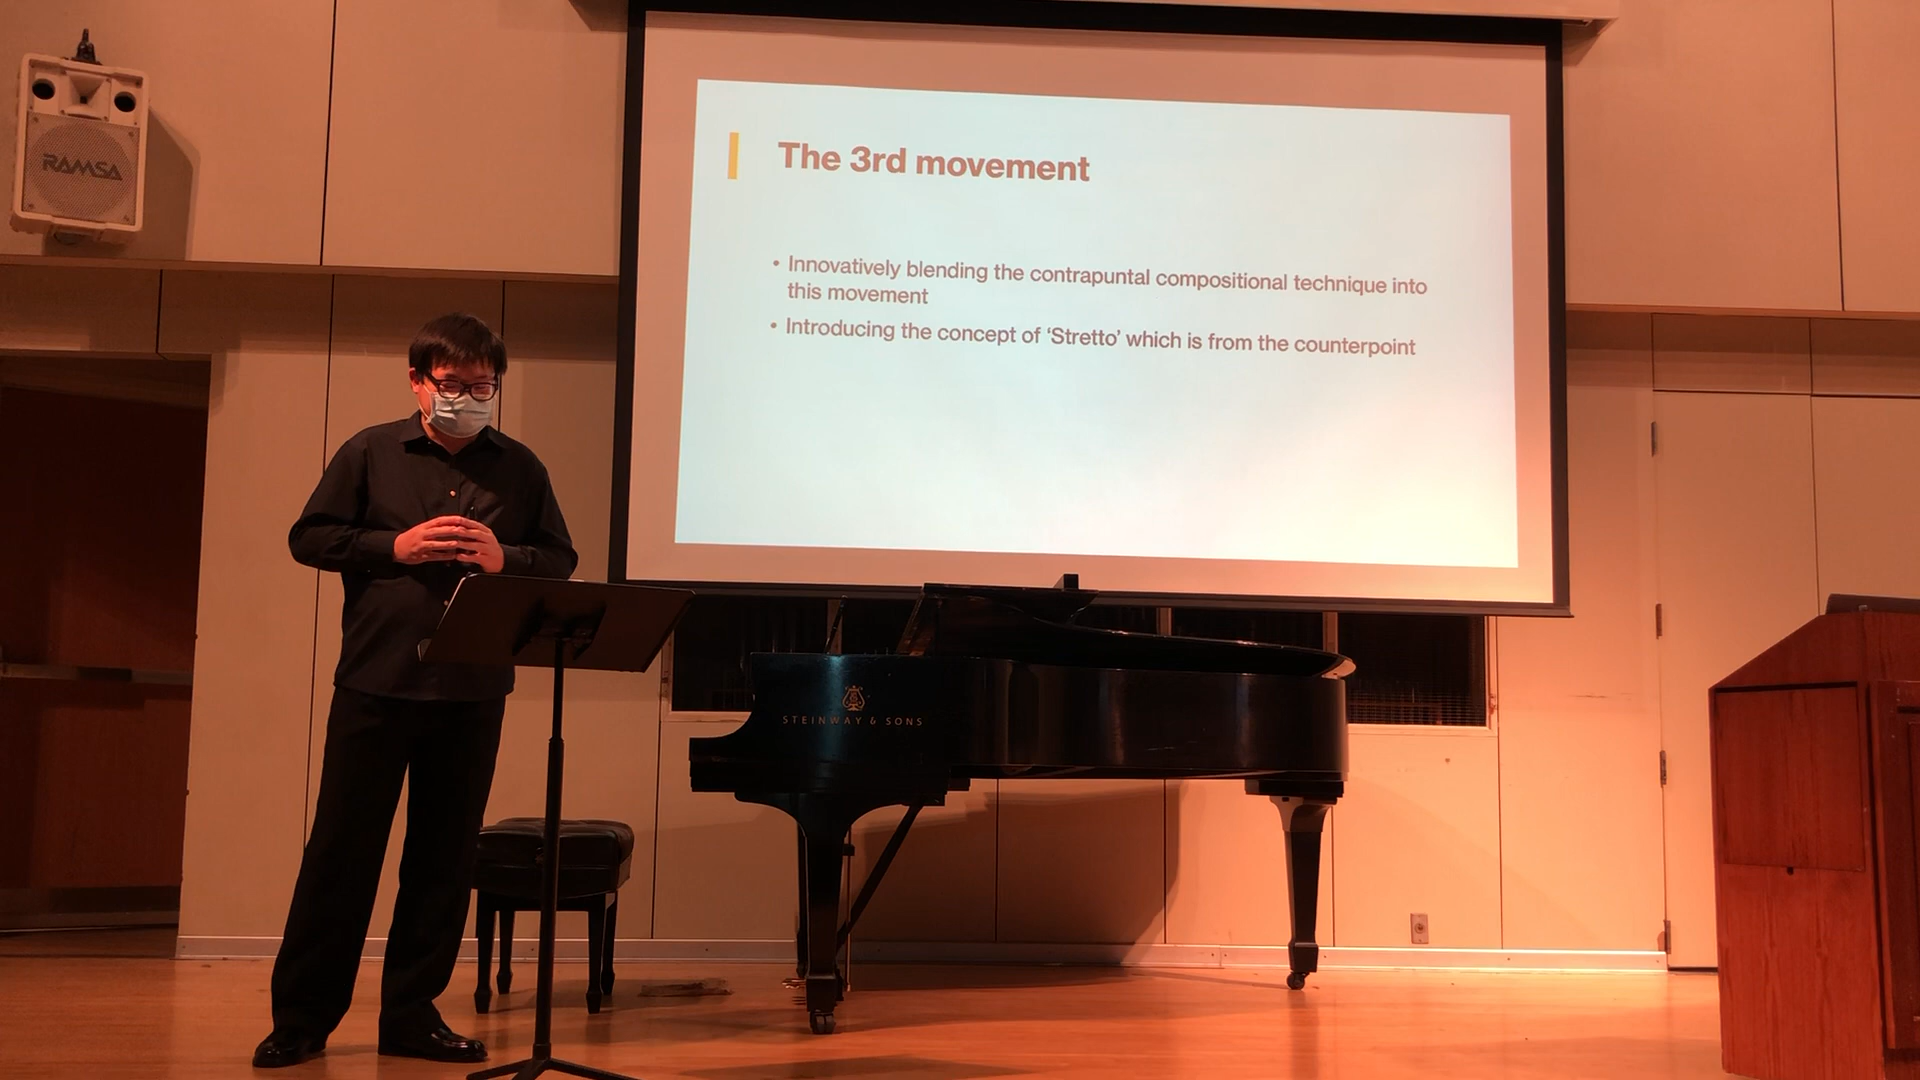 RAMSA
The 3rd movement
• Innovatively blending the contrapuntal compositional technique into
this movement
• Introducing the concept of ‘Stretto’ which is from the counterpoint
STEINWAY & SONS